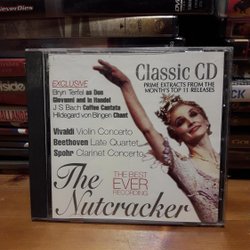 Classic CD
PRIME EXTRACTS FROM THE
MONTH'S TOP 11 RELEASES
EXCLUSIVE
Bryn Terfel as Don
Giovanni and in Handel
J S Bach Coffee Cantata
Hildegard von Bingen Chant
Vivaldi Violin Concerto
Beethoven Late Quartet
Spohr Clarinet Concerto
THE BEST
EVER
RECORDING
The
Nutcracker